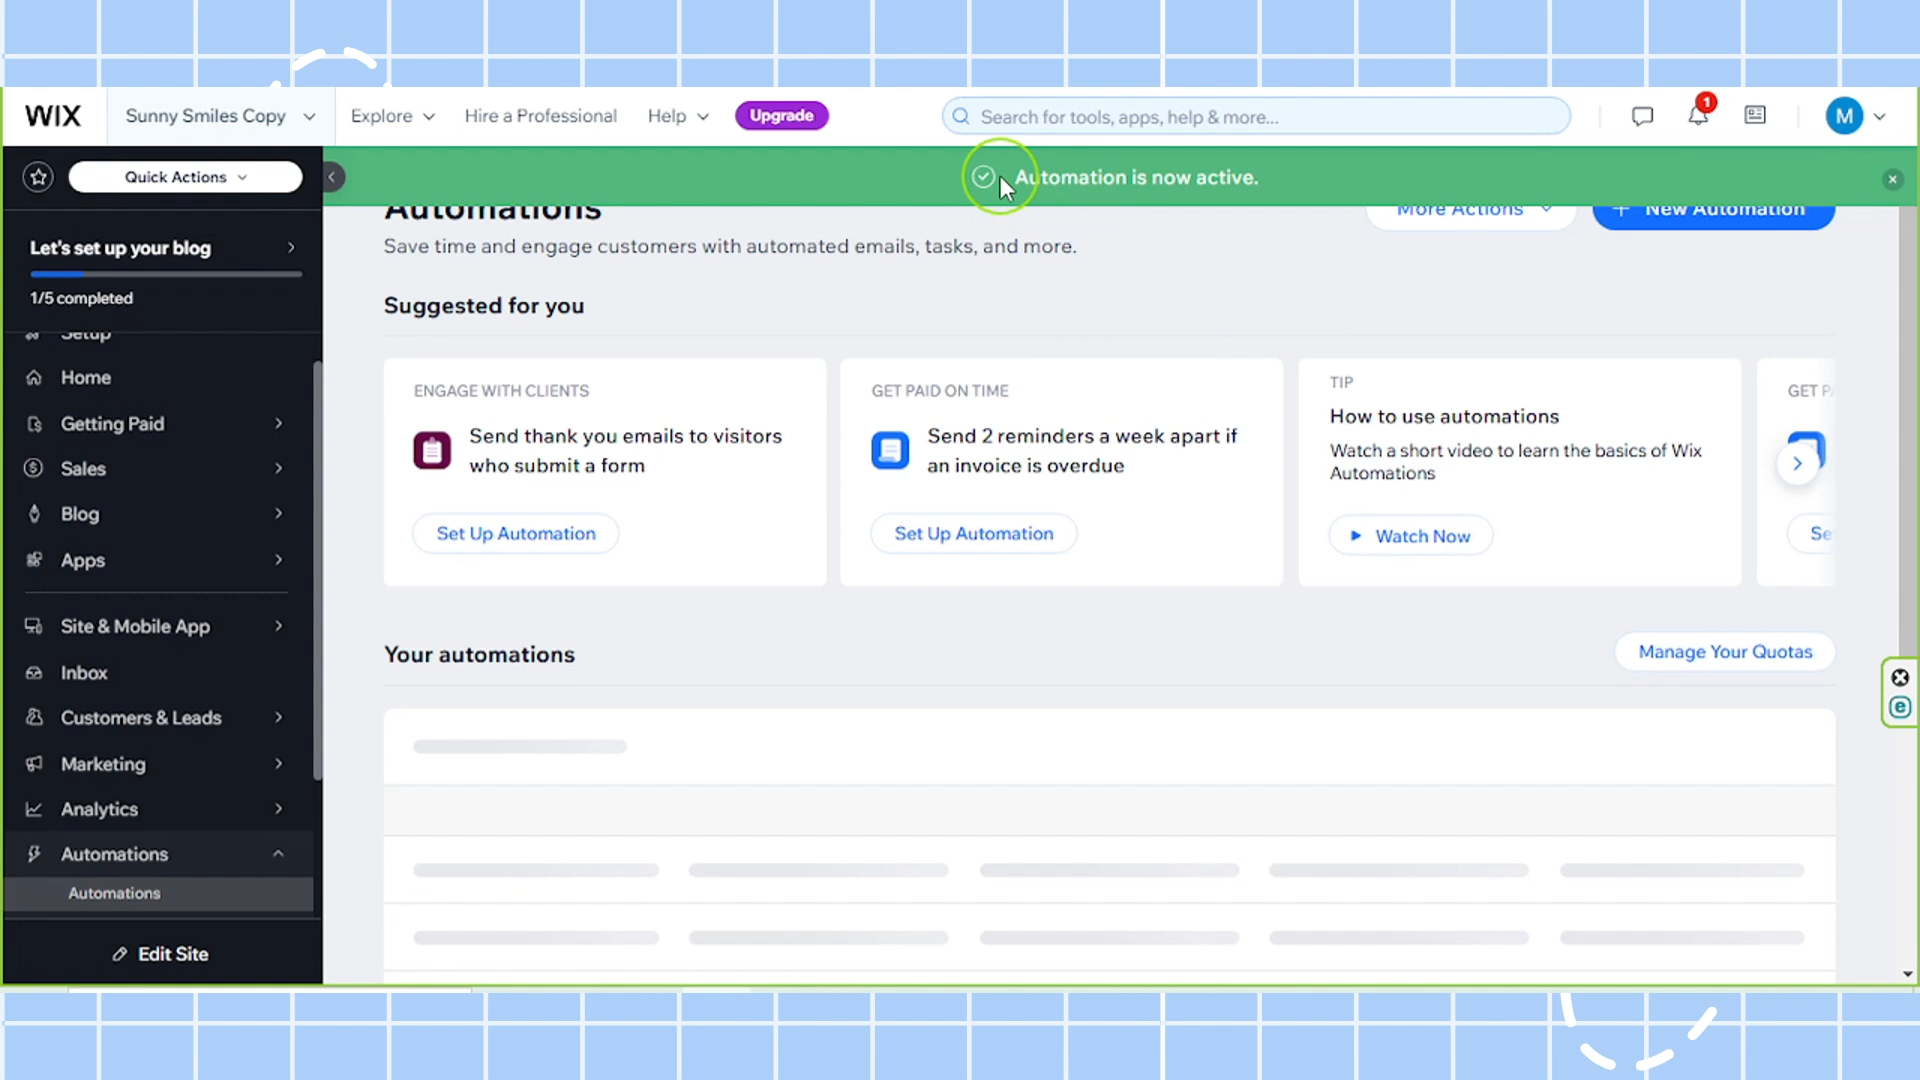 WIX
Sunny Smiles Copy
Explore
Hire a Professional
Help
Upgrade
Search for tools, apps, help & more...
1
M
Quick Actions
Automation is now active.
Let's set up your blog
1/5 completed
Setup
Home
Getting Paid
Sales
Blog
Apps
Site & Mobile App
Inbox
Customers & Leads
Marketing
Analytics
Automations
Automations
Edit Site
Automations
More Actions
+ New Automation
Save time and engage customers with automated emails, tasks, and more.
Suggested for you
ENGAGE WITH CLIENTS
Send thank you emails to visitors
who submit a form
Set Up Automation
GET PAID ON TIME
Send 2 reminders a week apart if
an invoice is overdue
Set Up Automation
TIP
How to use automations
Watch a short video to learn the basics of Wix
Automations
Watch Now
GET
Your automations
Manage Your Quotas